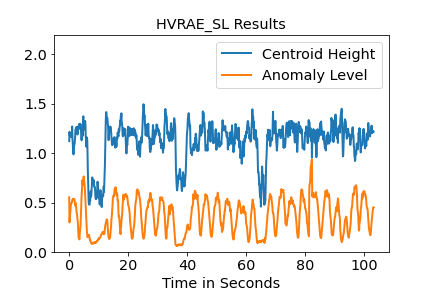 HVRAE_SL Results
Centroid Height
Anomaly Level
2.0
1.5
1.0
0.5
0.0
0 20 40 60 80 100
Time in Seconds